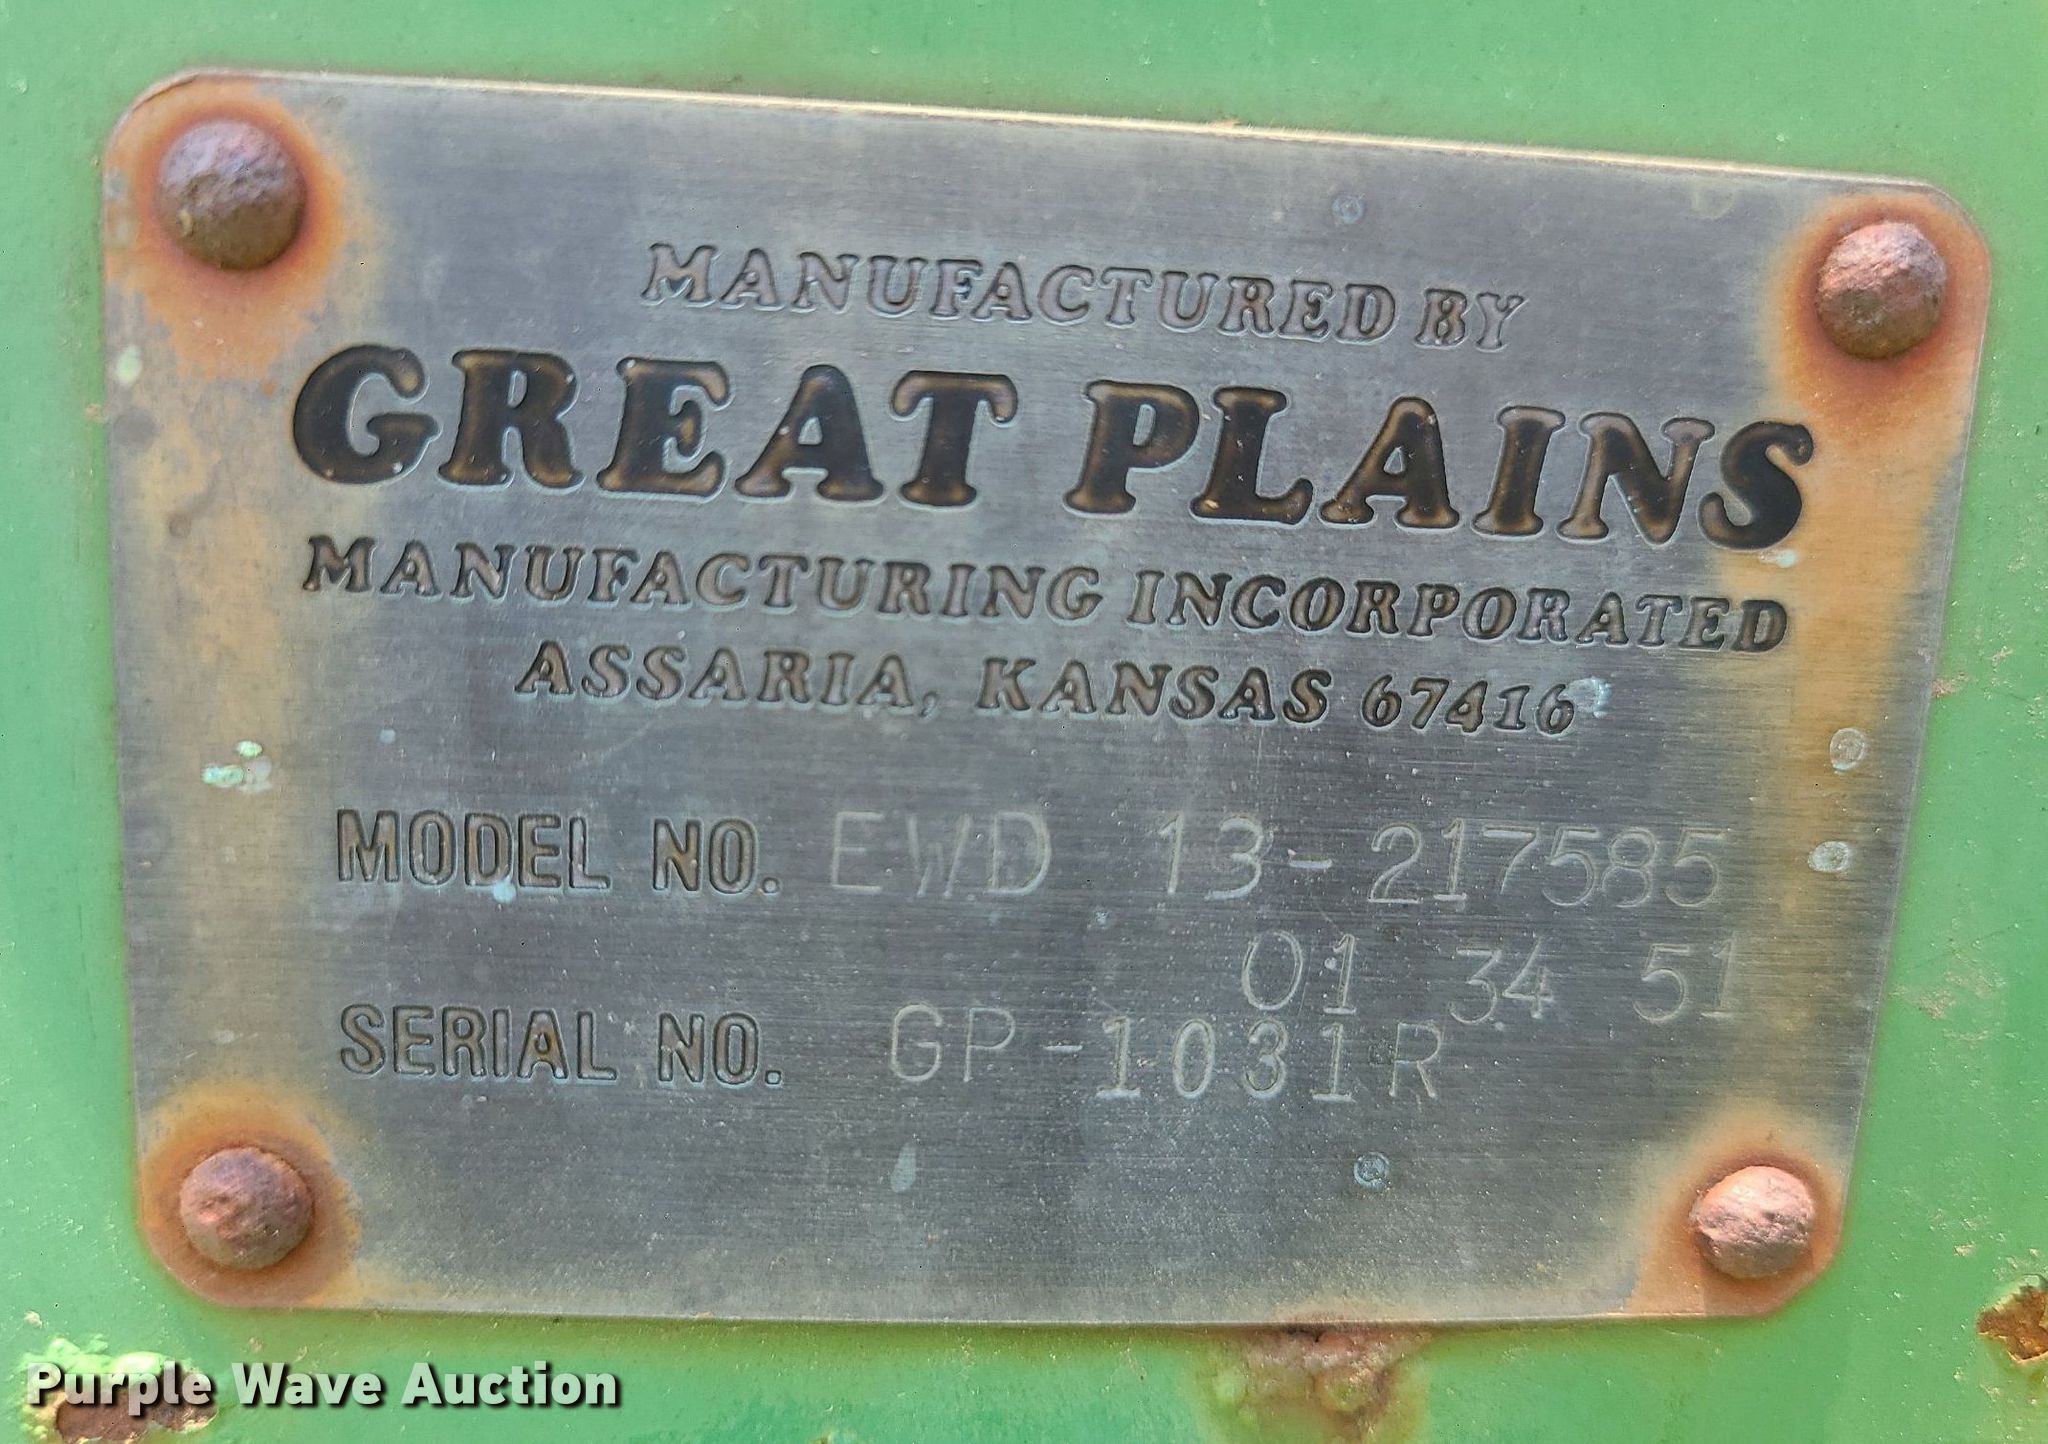 MANUFACTURED BY
GREAT PLAINS
MANUFACTURING INCORPORATED
ASSARIA, KANSAS 67416
MODEL NO. EWD 13-217585
01 34 51
SERIAL NO. GP-1031R
Purple Wave Auction